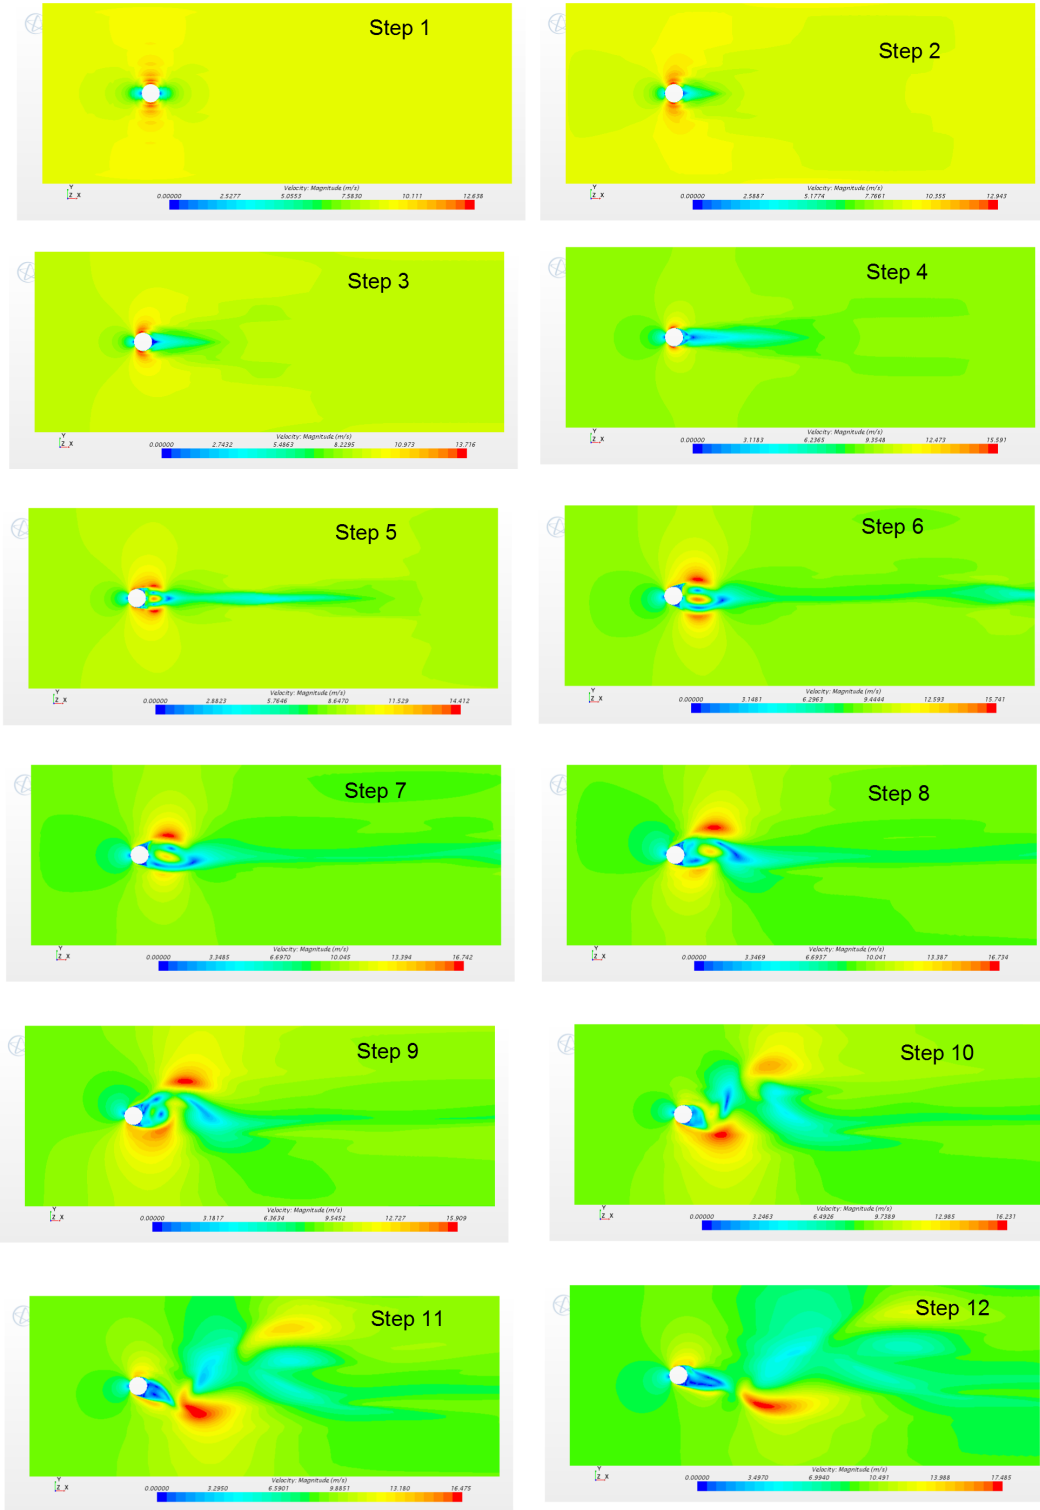 Step 1
Y
Z X
Velocity: Magnitude (m/s)
0.00000 2.5277 5.0553 7.5830 10.111 12.638
Step 2
Y
Z X
Velocity: Magnitude (m/s)
0.00000 2.5887 5.1774 7.7661 10.355 12.943
Step 3
Y
Z X
Velocity: Magnitude (m/s)
0.00000 2.7432 5.4863 8.2295 10.973 13.716
Step 4
Y
Z X
Velocity: Magnitude (m/s)
0.00000 3.1183 6.2365 9.3548 12.473 15.591
Step 5
Y
Z X
Velocity: Magnitude (m/s)
0.00000 2.8823 5.7646 8.6470 11.529 14.412
Step 6
Y
Z X
Velocity: Magnitude (m/s)
0.00000 3.1481 6.2963 9.4444 12.593 15.741
Step 7
Y
Z X
Velocity: Magnitude (m/s)
0.00000 3.3485 6.6970 10.045 13.394 16.742
Step 8
Y
Z X
Velocity: Magnitude (m/s)
0.00000 3.3469 6.6937 10.041 13.387 16.734
Step 9
Y
Z X
Velocity: Magnitude (m/s)
0.00000 3.1817 6.3634 9.5452 12.727 15.909
Step 10
Y
Z X
Velocity: Magnitude (m/s)
0.00000 3.2463 6.4926 9.7389 12.985 16.231
Step 11
Y
Z X
Velocity: Magnitude (m/s)
0.00000 3.2950 6.5901 9.8851 13.180 16.475
Step 12
Y
Z X
Velocity: Magnitude (m/s)
0.00000 3.4970 6.9940 10.491 13.988 17.485